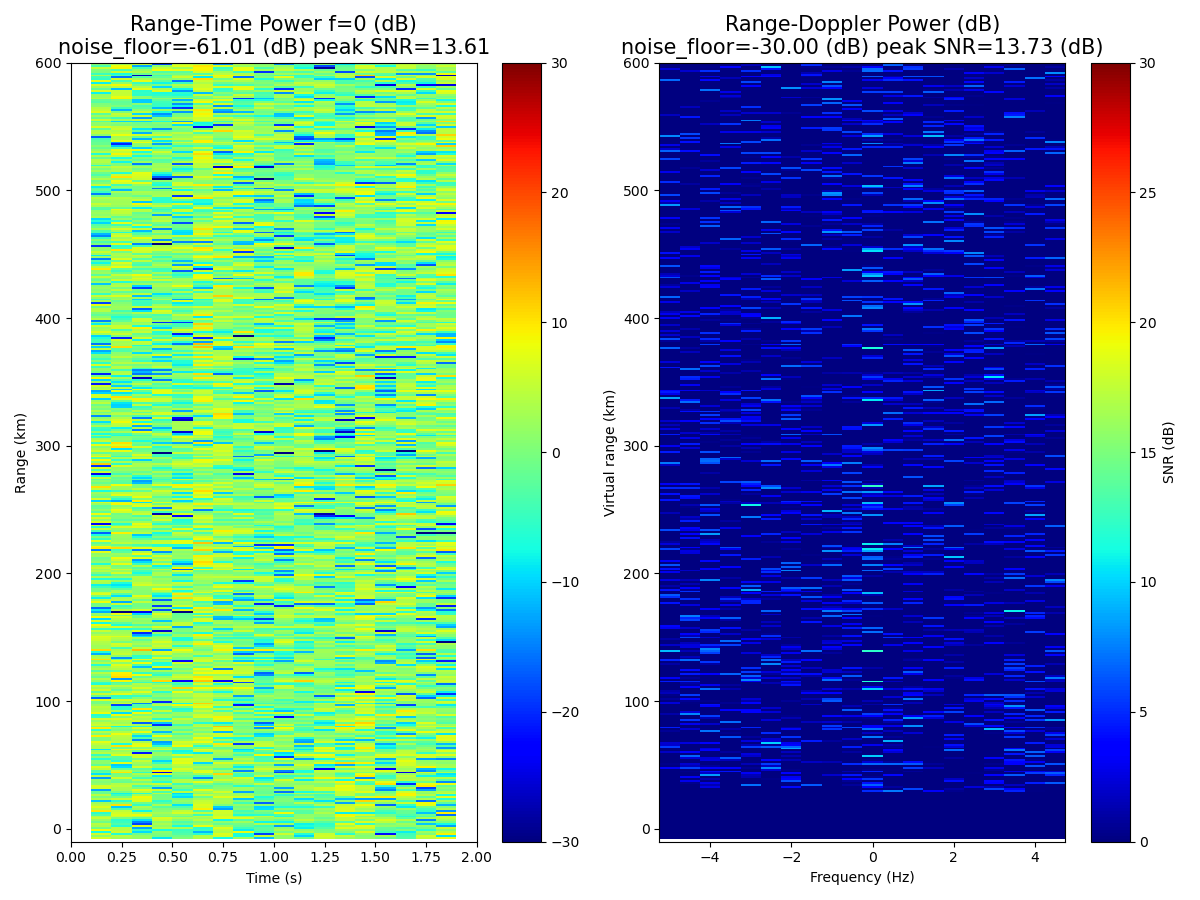 Range-Time Power f=0 (dB)
noise_floor=-61.01 (dB) peak SNR=13.61
Range-Doppler Power (dB)
noise_floor=-30.00 (dB) peak SNR=13.73 (dB)
Range (km)
600
500
400
300
200
100
0
0.00 0.25 0.50 0.75 1.00 1.25 1.50 1.75 2.00
Time (s)
30
20
10
0
−10
−20
−30
Virtual range (km)
600
500
400
300
200
100
0
−4 −2 0 2 4
Frequency (Hz)
30
25
20
15
10
5
0
SNR (dB)